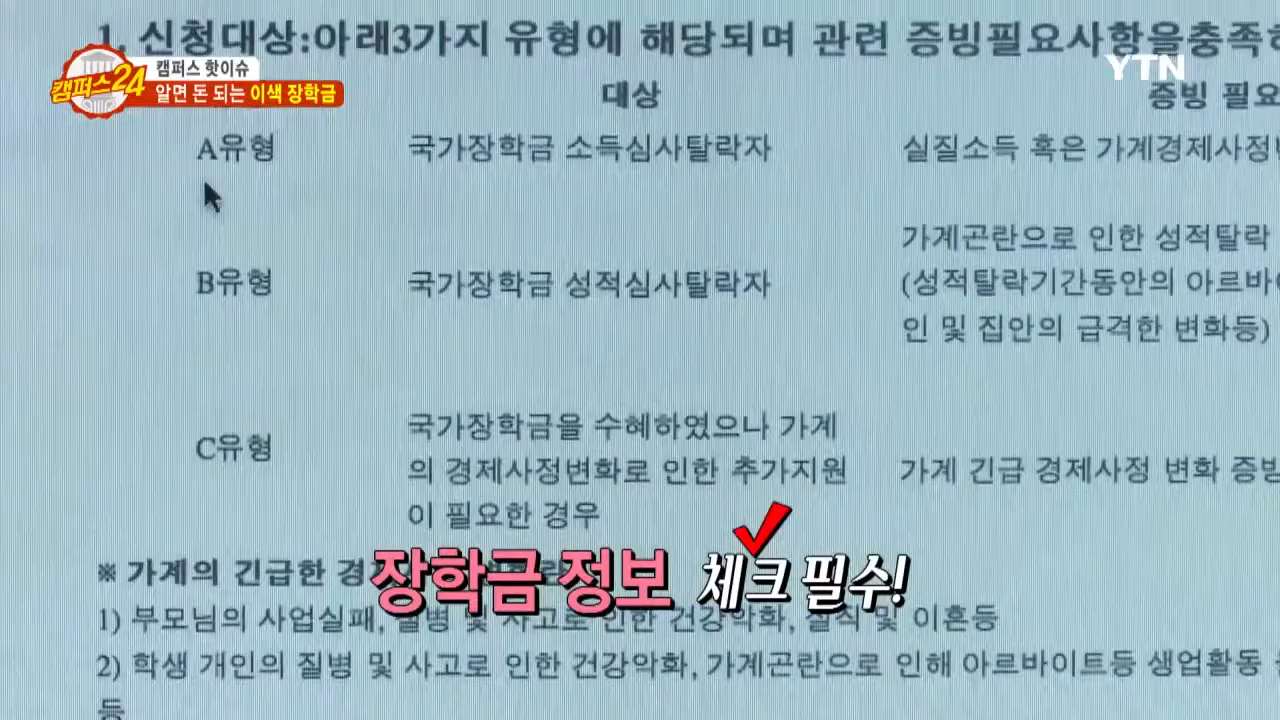 1. 신청대상:아래3가지 유형에 해당되며 관련 증빙필요사항을충족
캠퍼스24
캠퍼스 핫이슈
알면 돈 되는 이색 장학금
YTN
대상
증빙 필요
A유형
국가장학금 소득심사탈락자
실질소득 혹은 가계경제사정
B유형
국가장학금 성적심사탈락자
가계곤란으로 인한 성적탈락
(성적탈락기간동안의 아르바이
인 및 집안의 급격한 변화등)
C유형
국가장학금을 수혜하였으나 가계
의 경제사정변화로 인한 추가지원
이 필요한 경우
가계 긴급 경제사정 변화 증빙
※ 가계의 긴급한
장학금 정보 체크 필수!
1) 부모님의 사업실패, 질병 및 사고로 인한 건강악화, 실직 및 이혼등
2) 학생 개인의 질병 및 사고로 인한 건강악화, 가계곤란으로 인해 아르바이트등 생업활동
등